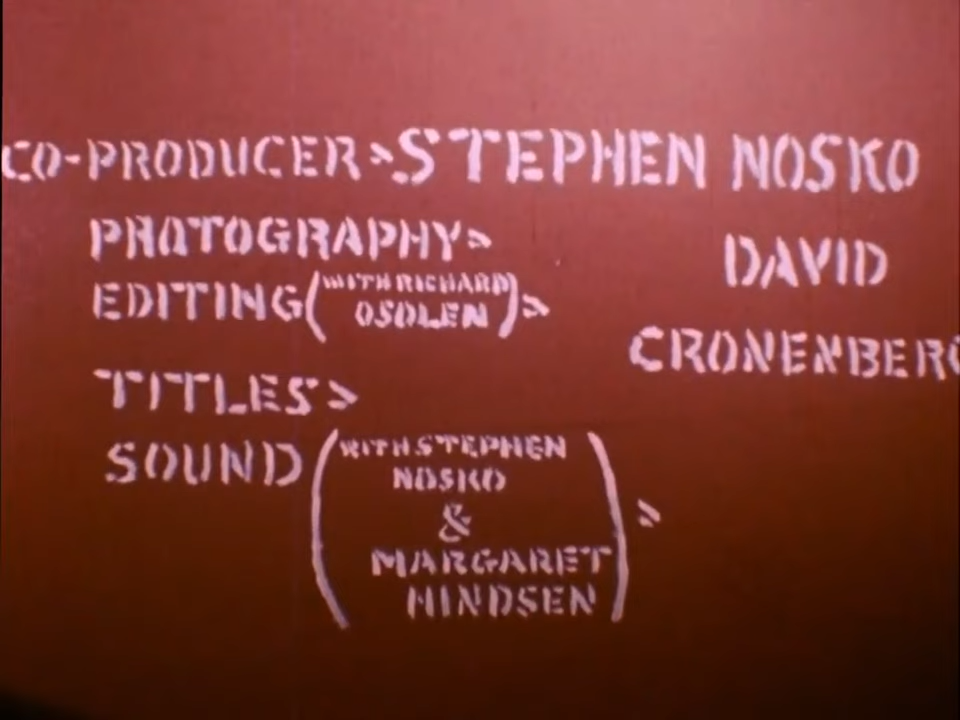 CO-PRODUCER>STEPHEN NOSKO
PHOTOGRAPHY>
DAVID
EDITING(WITH RICHARD OSOLEN)>
CRONENBERG
TITLES>
SOUND (WITH STEPHEN
NOSKO
&
MARGARET
HINDSEN) >